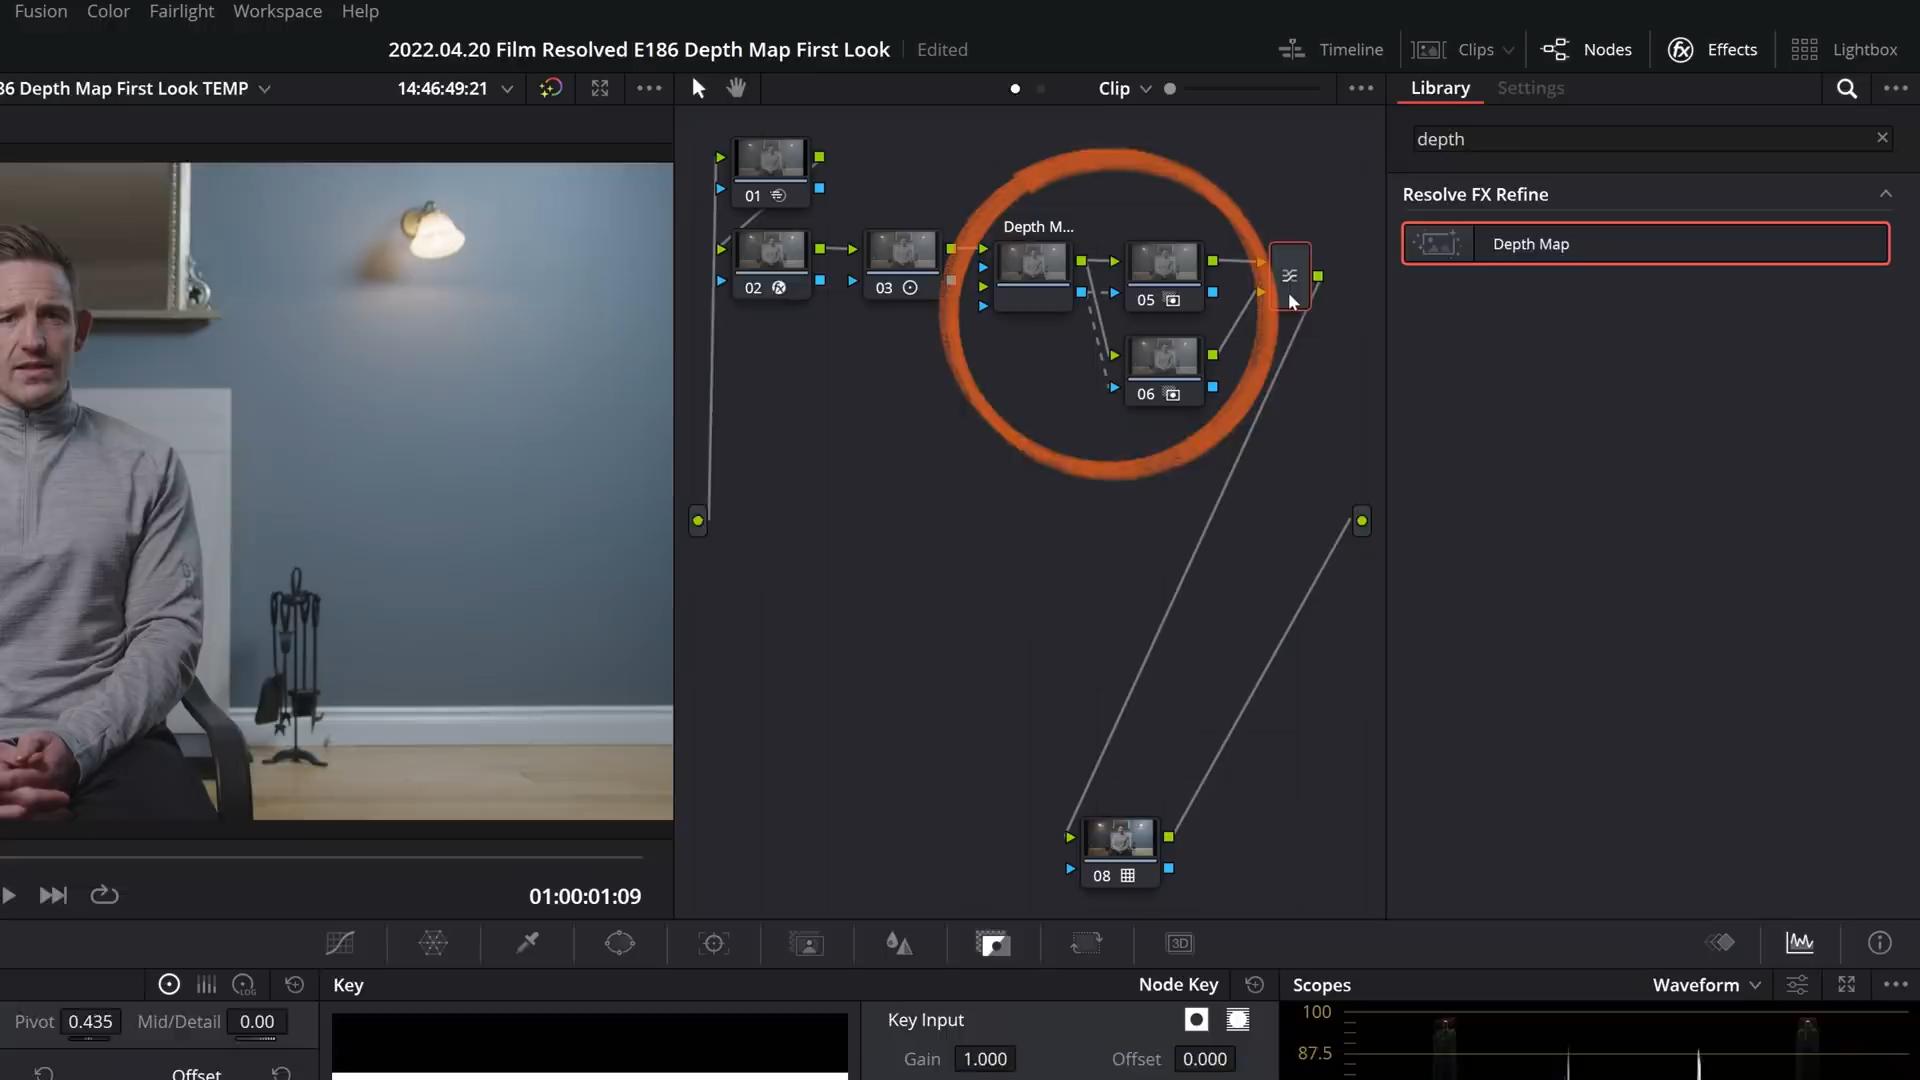 Fusion Color Fairlight Workspace Help
2022.04.20 Film Resolved E186 Depth Map First Look Edited
Timeline Clips Nodes Effects Lightbox
86 Depth Map First Look TEMP 14:46:49:21 Clip Library Settings
depth
Resolve FX Refine
Depth Map
01
Depth M...
02
03
05
06
08
01:00:01:09
3D
LOG
Key Node Key Scopes Waveform
Pivot 0.435 Mid/Detail 0.00 Key Input 100
Gain 1.000 Offset 0.000 87.5
Offset